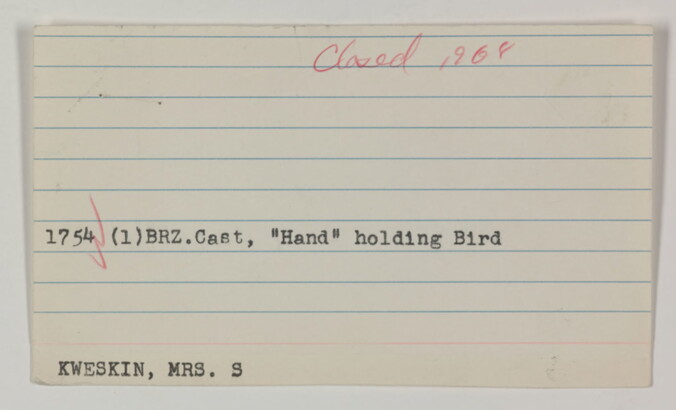 Closed 1968
1754 (1)BRZ.Cast, "Hand" holding Bird
KWESKIN, MRS. S